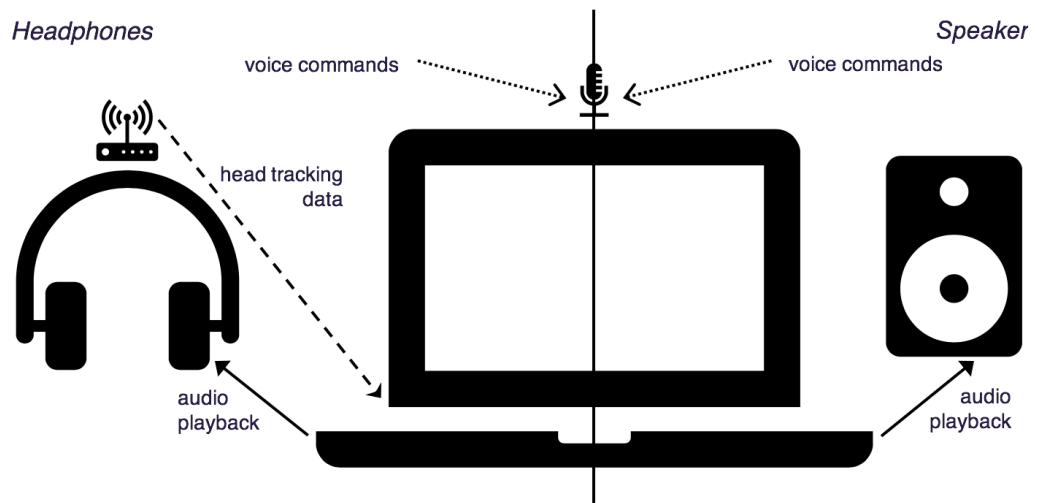 Headphones
Speaker
voice commands
voice commands
head tracking
data
audio
playback
audio
playback